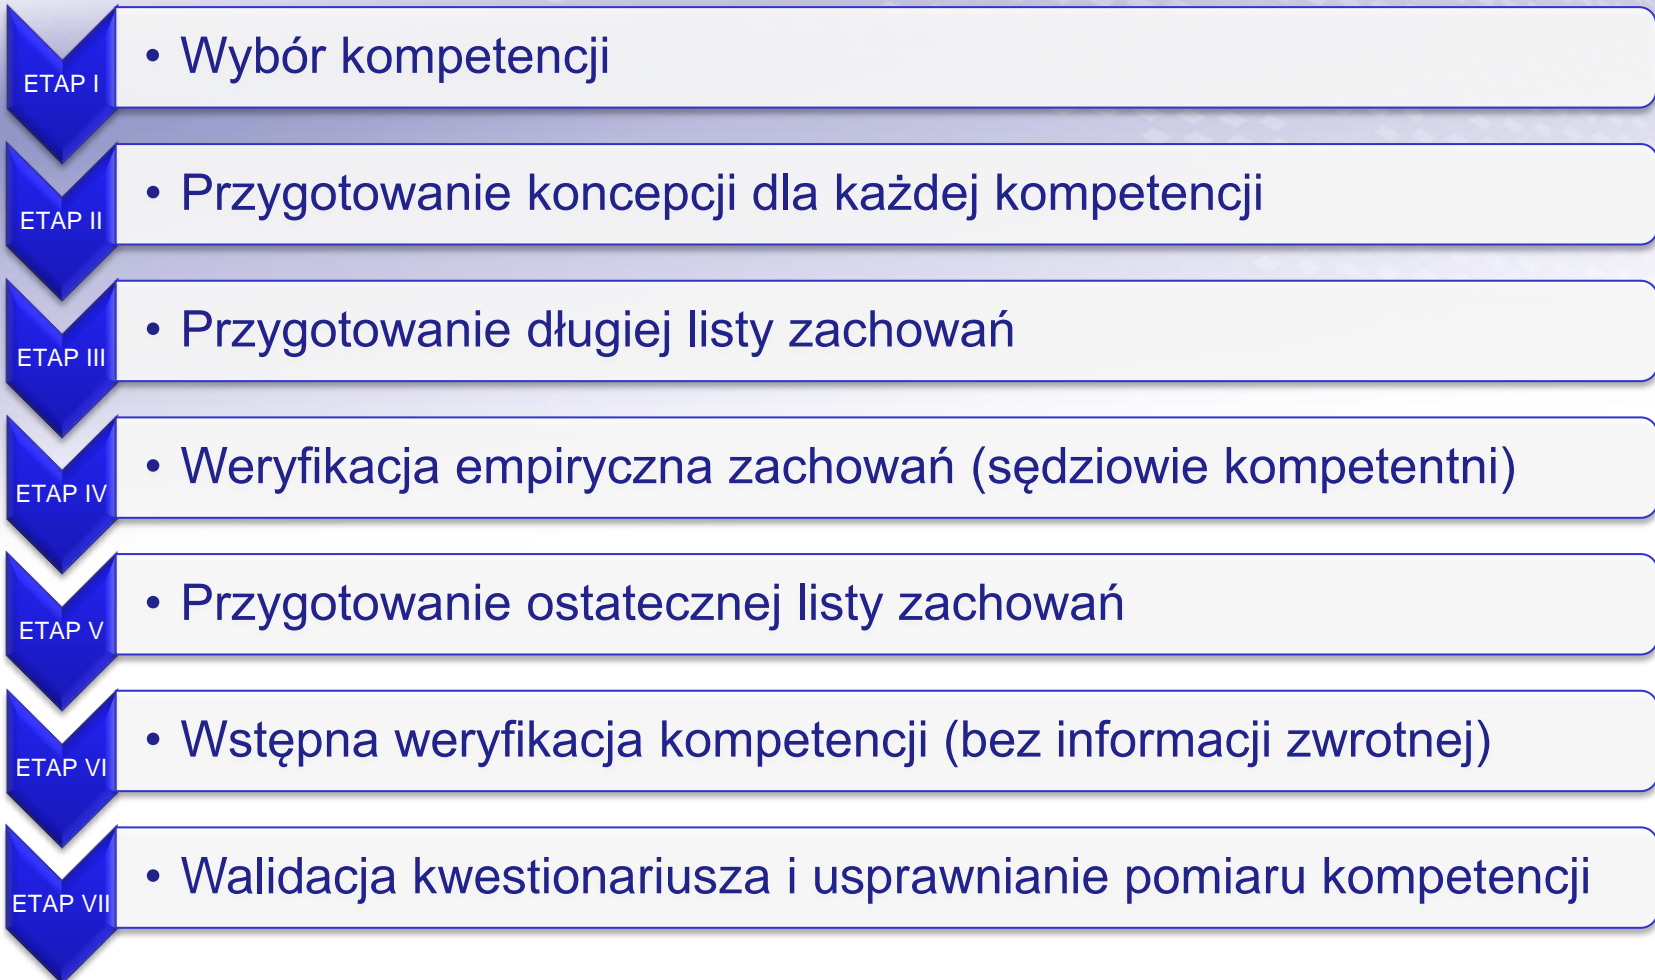 ETAP I
• Wybór kompetencji
ETAP II
• Przygotowanie koncepcji dla każdej kompetencji
ETAP III
• Przygotowanie długiej listy zachowań
ETAP IV
• Weryfikacja empiryczna zachowań (sędziowie kompetentni)
ETAP V
• Przygotowanie ostatecznej listy zachowań
ETAP VI
• Wstępna weryfikacja kompetencji (bez informacji zwrotnej)
ETAP VII
• Walidacja kwestionariusza i usprawnianie pomiaru kompetencji